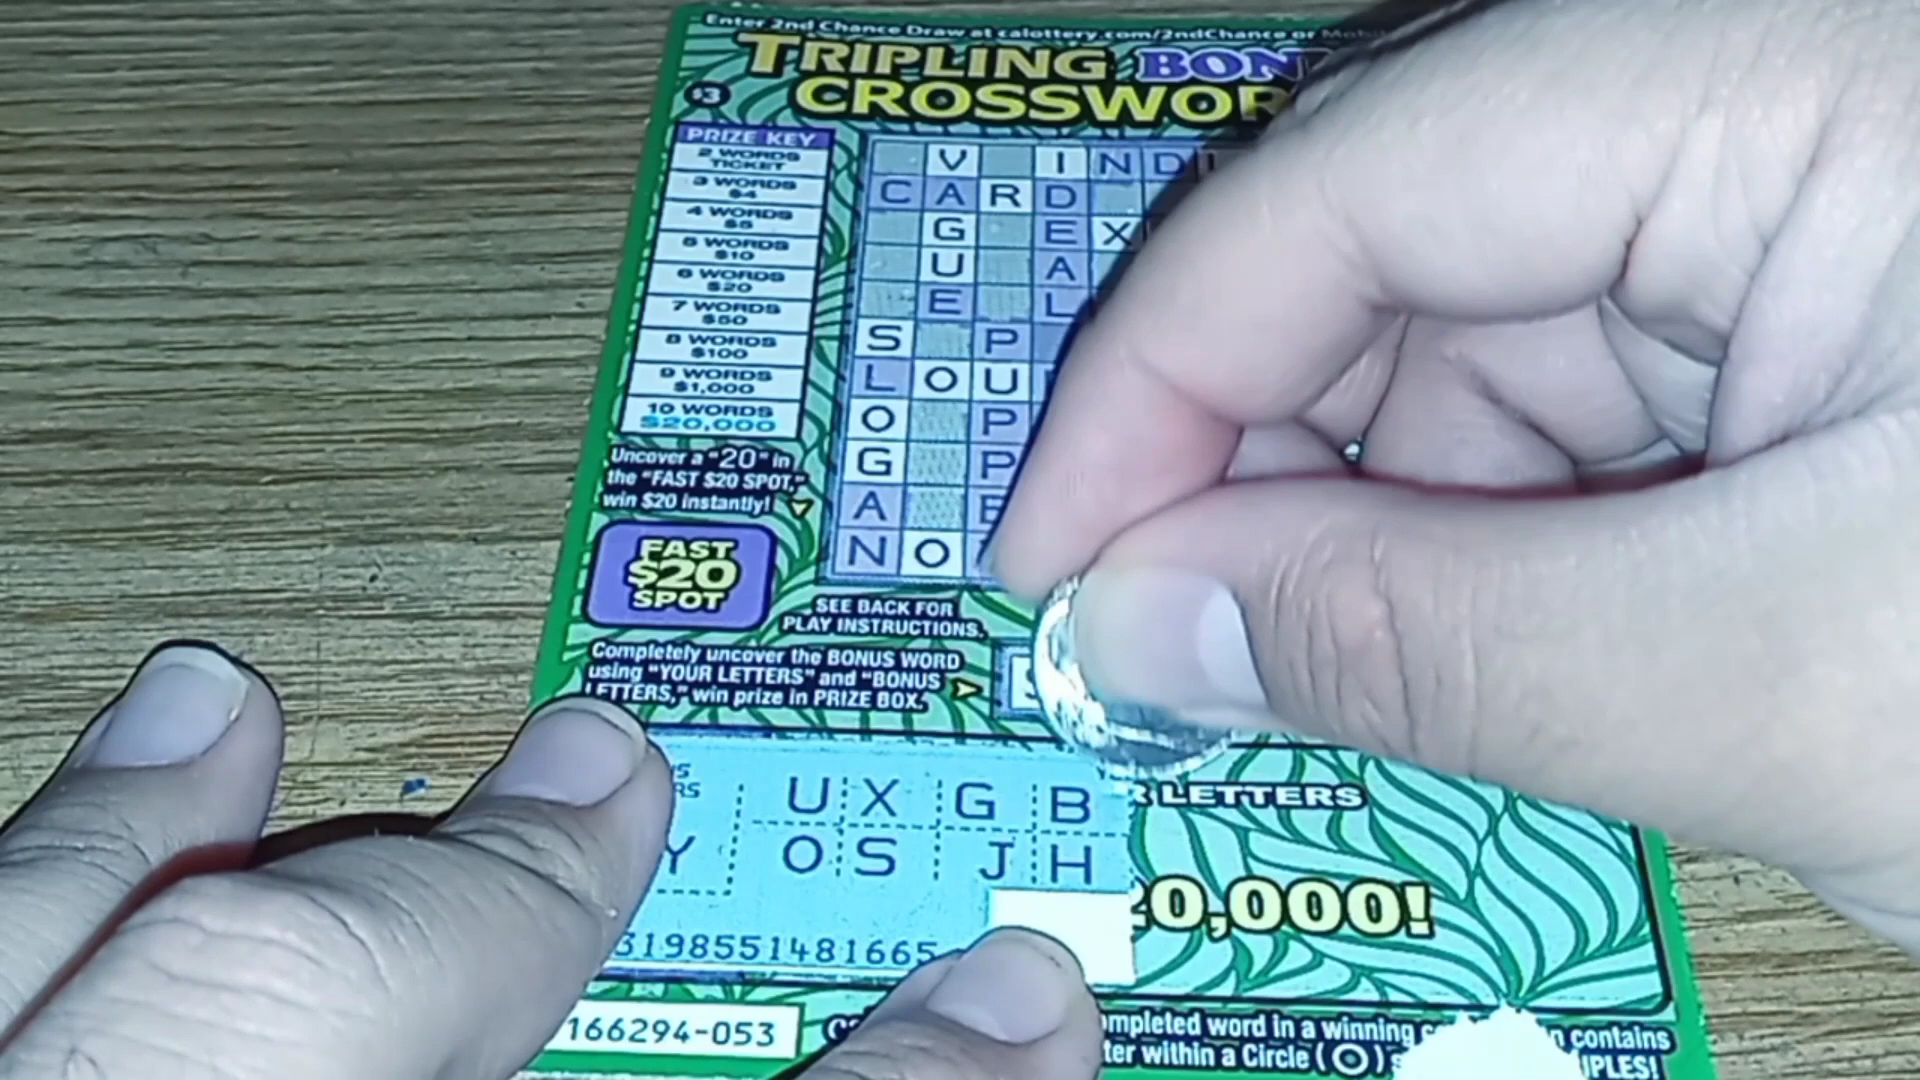 Enter 2nd Chance Draw at calottery.com/2ndChance or
TRIPLING
CROSSWOR
$3
PRIZE KEY
2 WORDS
TICKET
3 WORDS
$4
4 WORDS
$5
5 WORDS
$10
6 WORDS
$20
7 WORDS
$50
8 WORDS
$100
9 WORDS
$1,000
10 WORDS
$20,000
V I N D
C A R D
G E X
U A
E L
S P
L O U
O P
G P
A E
N O
Uncover a "20" in
the "FAST $20 SPOT,"
win $20 instantly!
FAST
$20
SPOT
SEE BACK FOR
PLAY INSTRUCTIONS.
Completely uncover the BONUS WORD
using "YOUR LETTERS" and "BONUS
LETTERS," win prize in PRIZE BOX.
U X G B
Y O S J H
LETTERS
20,000!
3198551481665
166294-053
completed word in a winning contains
within a Circle (O)